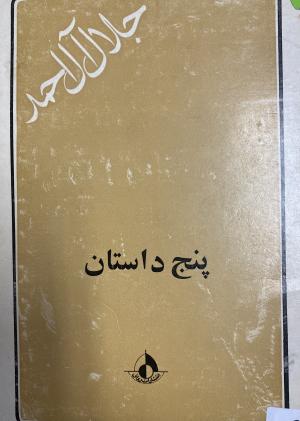 جلال آل احمد
پنج داستان